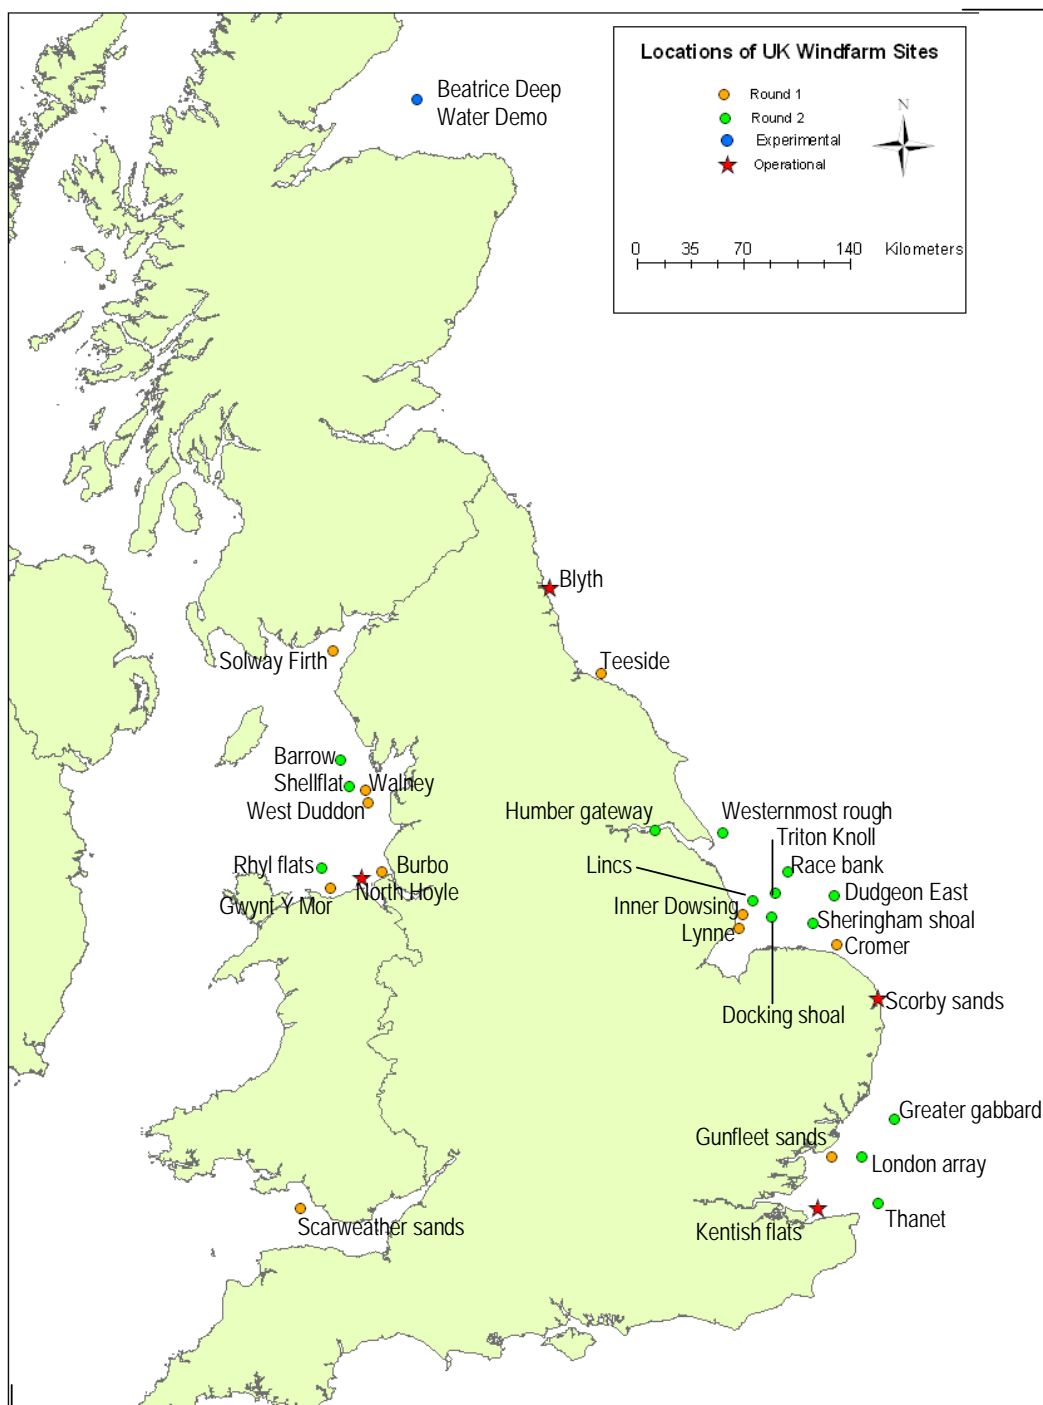 Locations of UK Windfarm Sites
Round 1
Round 2
Experimental
Operational
N
0 35 70 140 Kilometers
Beatrice Deep
Water Demo
Blyth
Solway Firth
Teeside
Barrow
Shellflat
Walney
West Duddon
Humber gateway
Westernmost rough
Triton Knoll
Rhyl flats
Burbo
Lincs
Race bank
North Hoyle
Gwynt Y Mor
Dudgeon East
Inner Dowsing
Sheringham shoal
Lynne
Cromer
Scorby sands
Docking shoal
Greater gabbard
Gunfleet sands
London array
Thanet
Scarweather sands
Kentish flats